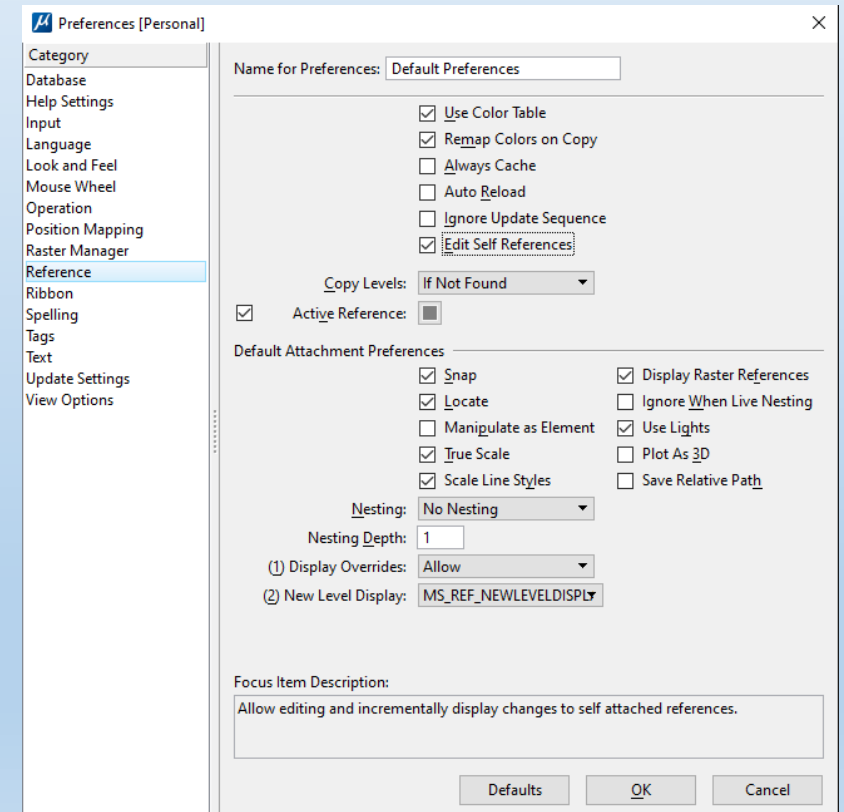 Preferences [Personal]
Category
Database
Help Settings
Input
Language
Look and Feel
Mouse Wheel
Operation
Position Mapping
Raster Manager
Reference
Ribbon
Spelling
Tags
Text
Update Settings
View Options
Name for Preferences: Default Preferences
Use Color Table
Remap Colors on Copy
Always Cache
Auto Reload
Ignore Update Sequence
Edit Self References
Copy Levels: If Not Found
Active Reference:
Default Attachment Preferences
Snap Display Raster References
Locate Ignore When Live Nesting
Manipulate as Element Use Lights
True Scale Plot As 3D
Scale Line Styles Save Relative Path
Nesting: No Nesting
Nesting Depth: 1
(1) Display Overrides: Allow
(2) New Level Display: MS_REF_NEWLEVELDISPL
Focus Item Description:
Allow editing and incrementally display changes to self attached references.
Defaults OK Cancel